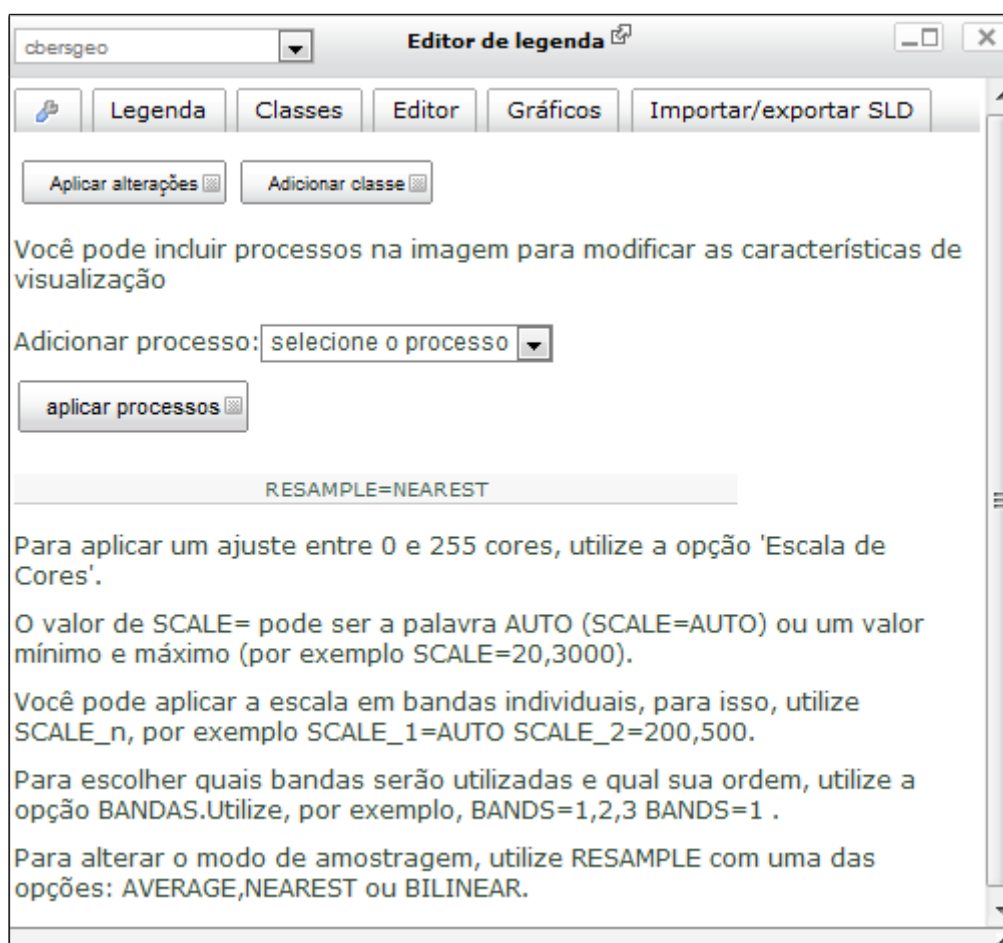 cbersgeo
Editor de legenda
Legenda Classes Editor Gráficos Importar/exportar SLD
Aplicar alterações Adicionar classe
Você pode incluir processos na imagem para modificar as características de
visualização
Adicionar processo: selecione o processo
aplicar processos
RESAMPLE=NEAREST
Para aplicar um ajuste entre 0 e 255 cores, utilize a opção 'Escala de
Cores'.
O valor de SCALE= pode ser a palavra AUTO (SCALE=AUTO) ou um valor
mínimo e máximo (por exemplo SCALE=20,3000).
Você pode aplicar a escala em bandas individuais, para isso, utilize
SCALE_n, por exemplo SCALE_1=AUTO SCALE_2=200,500.
Para escolher quais bandas serão utilizadas e qual sua ordem, utilize a
opção BANDAS.Utilize, por exemplo, BANDS=1,2,3 BANDS=1 .
Para alterar o modo de amostragem, utilize RESAMPLE com uma das
opções: AVERAGE,NEAREST ou BILINEAR.